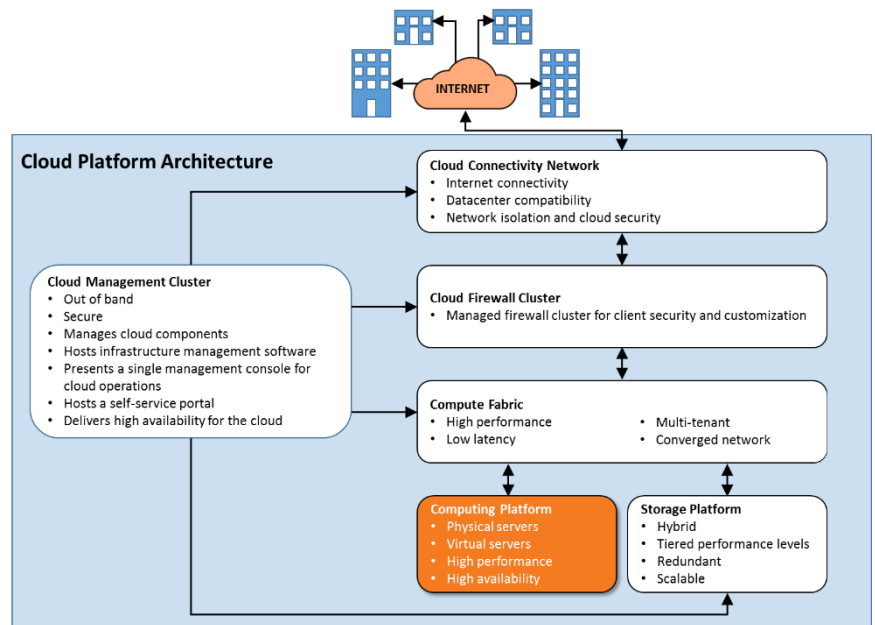 INTERNET
Cloud Platform Architecture
Cloud Connectivity Network
• Internet connectivity
• Datacenter compatibility
• Network isolation and cloud security
Cloud Management Cluster
• Out of band
• Secure
• Manages cloud components
• Hosts infrastructure management software
• Presents a single management console for
cloud operations
• Hosts a self-service portal
• Delivers high availability for the cloud
Cloud Firewall Cluster
• Managed firewall cluster for client security and customization
Compute Fabric
• High performance
• Low latency
• Multi-tenant
• Converged network
Computing Platform
• Physical servers
• Virtual servers
• High performance
• High availability
Storage Platform
• Hybrid
• Tiered performance levels
• Redundant
• Scalable